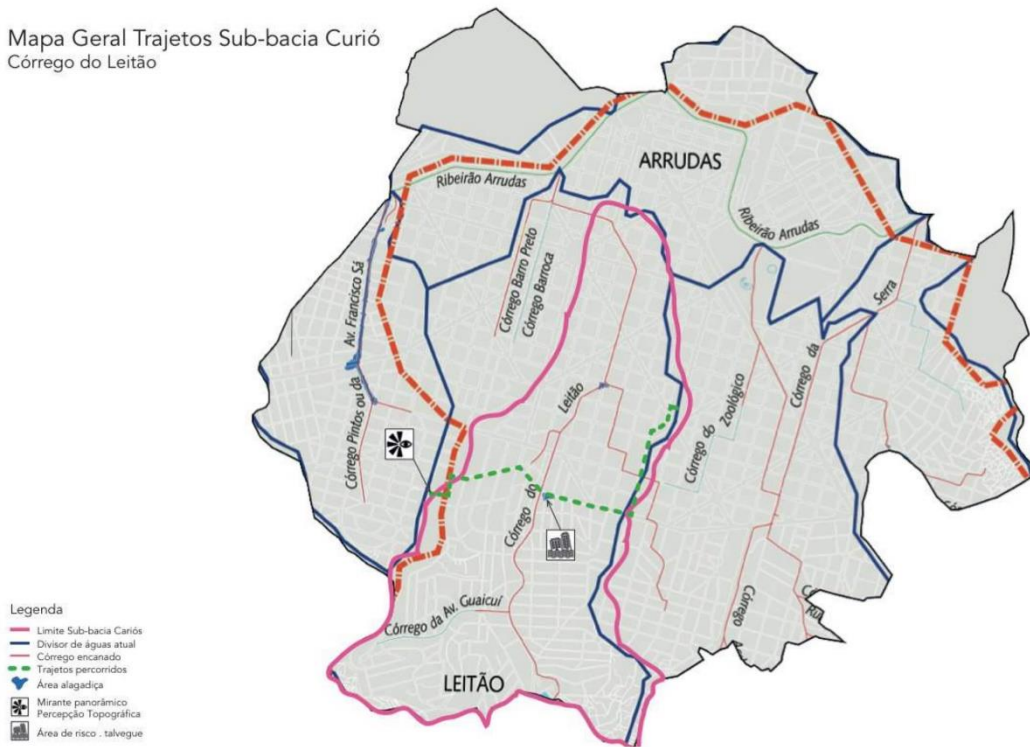 Mapa Geral Trajetos Sub-bacia Curió
Córrego do Leitão
ARRUDAS
Ribeirão Arrudas
Ribeirão Arrudas
Av. Francisco Sá
Córrego Pintos ou da
Córrego Barro Preto
Córrego Barroca
Serra
Córrego da
Córrego do Zoológico
Leitão
Córrego do
Córrego da Av. Guaicuí
Córrego
LEITÃO
Legenda
Limite Sub-bacia Cariós
Divisor de águas atual
Córrego encanado
Trajetos percorridos
Área alagadiça
Mirante panorâmico
Percepção Topográfica
Área de risco . talvegue